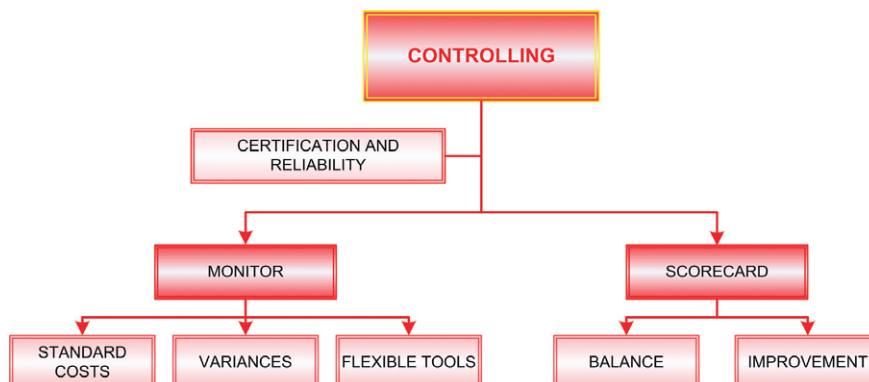 CONTROLLING
CERTIFICATION AND
RELIABILITY
MONITOR
SCORECARD
STANDARD
COSTS
VARIANCES
FLEXIBLE TOOLS
BALANCE
IMPROVEMENT